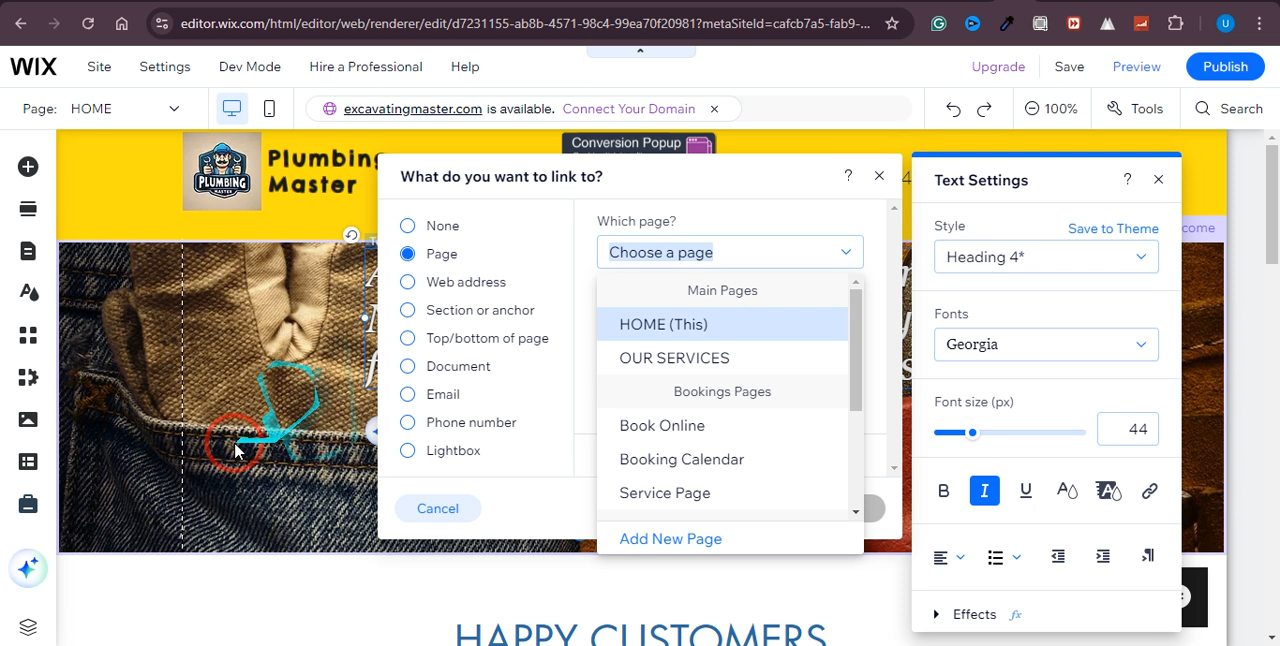 editor.wix.com/html/editor/web/renderer/edit/d7231155-ab8b-4571-98c4-99ea70f20981?metaSiteId=cafcb7a5-fab9-...
U
WIX Site Settings Dev Mode Hire a Professional Help Upgrade Save Preview Publish
Page: HOME excavatingmaster.com is available. Connect Your Domain 100% Tools Search
Conversion Popup
Plumbing
Master
PLUMBING
MASTER
What do you want to link to? ?
None
Page
Web address
Section or anchor
Top/bottom of page
Document
Email
Phone number
Lightbox
Cancel
Which page?
Choose a page
Main Pages
HOME (This)
OUR SERVICES
Bookings Pages
Book Online
Booking Calendar
Service Page
Add New Page
Text Settings ?
Style Save to Theme
Heading 4*
Fonts
Georgia
Font size (px)
44
B I U
Effects fx
HAPPY CUSTOMERS